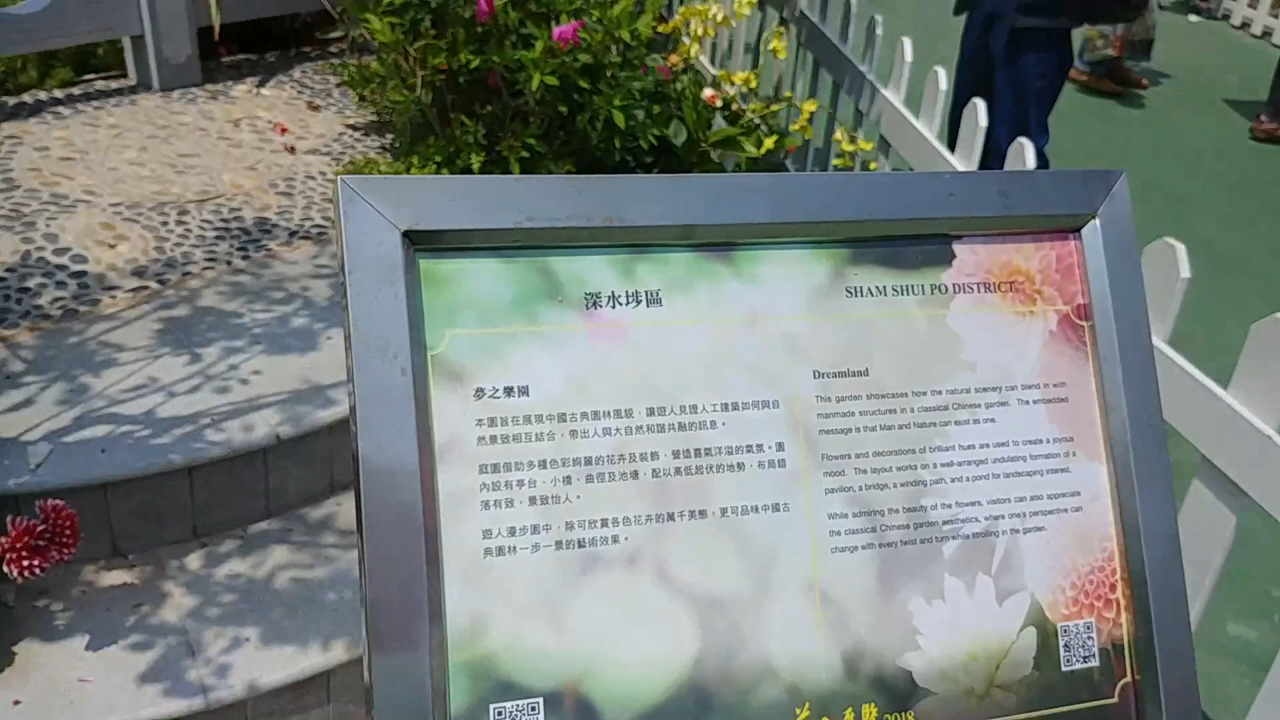 深水埗區
SHAM SHUI PO DISTRICT
夢之樂園
本園旨在展現中國古典園林風貌，讓遊人見證人工建築如何與自
然景致相互結合，帶出人與大自然和諧共融的訊息。
庭園借助多種色彩絢麗的花卉及裝飾，營造喜氣洋溢的氣氛。園
內設有亭台、小橋、曲徑及池塘，配以高低起伏的地勢，布局錯
落有致，景致怡人。
遊人漫步園中，除可欣賞各色花卉的萬千美態，更可品味中國古
典園林一步一景的藝術效果。
Dreamland
This garden showcases how the natural scenery can blend in with
manmade structures in a classical Chinese garden. The embedded
message is that Man and Nature can exist as one.
Flowers and decorations of brilliant hues are used to create a joyous
mood. The layout works on a well-arranged undulating formation of a
pavilion, a bridge, a winding path, and a pond for landscaping interest.
While admiring the beauty of the flowers, visitors can also appreciate
the classical Chinese garden aesthetics, where one's perspective can
change with every twist and turn while strolling in the garden.
2018